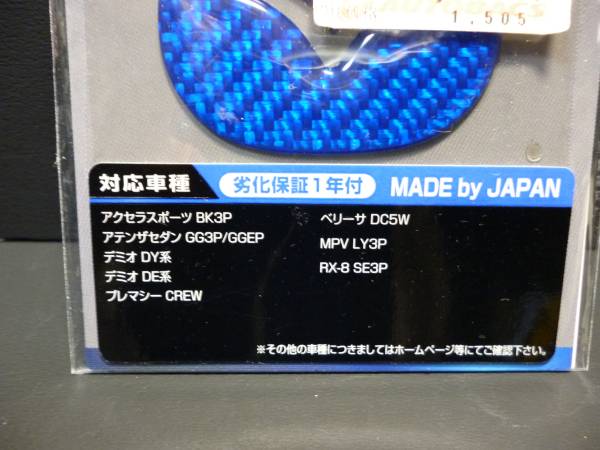 1,505
対応車種 劣化保証1年付 MADE by JAPAN
アクセラスポーツ BK3P
アテンザセダン GG3P/GGEP
デミオ DY系
デミオ DE系
プレマシー CREW
ベリーサ DC5W
MPV LY3P
RX-8 SE3P
※その他の車種につきましてはホームページ等にてご確認下さい。